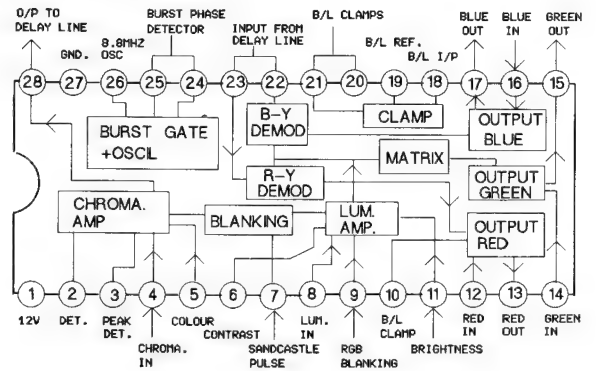 O/P TO
DELAY LINE
BURST PHASE
DETECTOR
INPUT FROM
DELAY LINE
B/L CLAMPS
BLUE
OUT
BLUE
IN
GREEN
OUT
GND.
8.8MHZ
OSC
B/L REF.
B/L I/P
28
27
26
25
24
23
22
21
20
19
18
17
16
15
BURST GATE
+OSCIL
B-Y
DEMOD
CLAMP
OUTPUT
BLUE
MATRIX
R-Y
DEMOD
OUTPUT
GREEN
CHROMA.
AMP
BLANKING
LUM.
AMP.
OUTPUT
RED
1
2
3
4
5
6
7
8
9
10
11
12
13
14
12V
DET.
PEAK
DET.
CHROMA.
IN
COLOUR
CONTRAST
SANDCASTLE
PULSE
LUM.
IN
RGB
BLANKING
B/L
CLAMP
BRIGHTNESS
RED
IN
RED
OUT
GREEN
IN